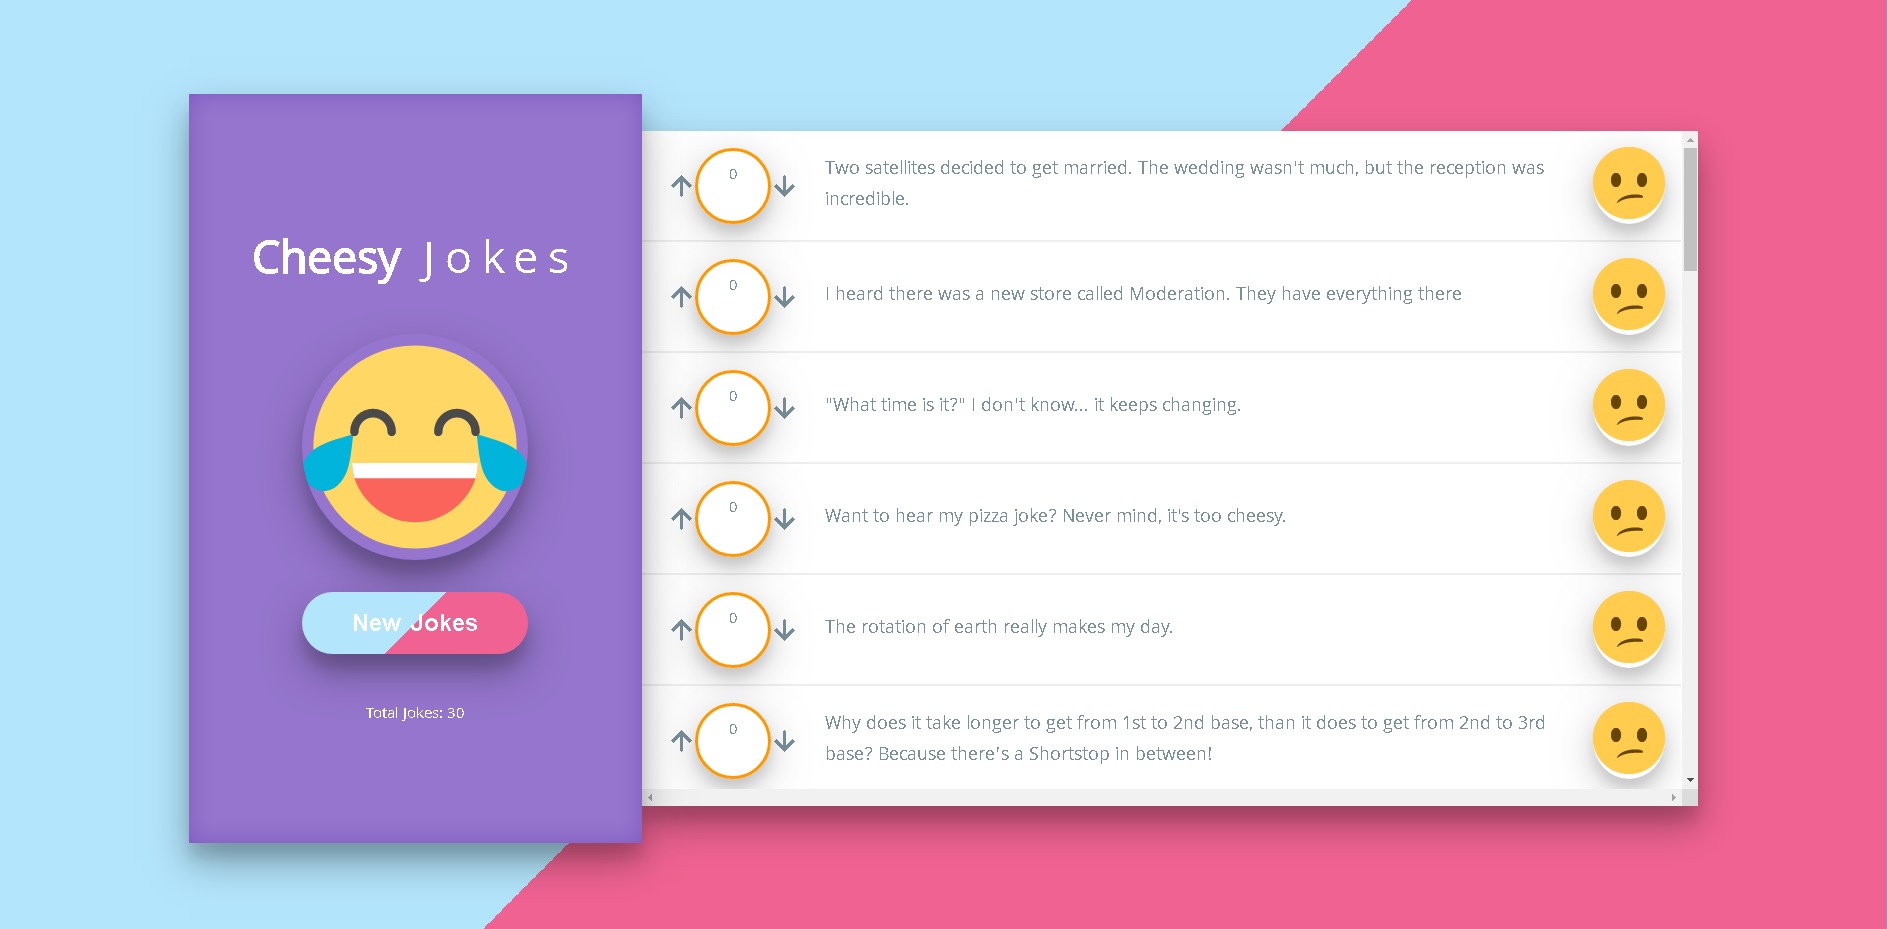 Cheesy Jokes
New Jokes
Total Jokes: 30
0
Two satellites decided to get married. The wedding wasn't much, but the reception was
incredible.
0
I heard there was a new store called Moderation. They have everything there
0
"What time is it?" I don't know... it keeps changing.
0
Want to hear my pizza joke? Never mind, it's too cheesy.
0
The rotation of earth really makes my day.
0
Why does it take longer to get from 1st to 2nd base, than it does to get from 2nd to 3rd
base? Because there's a Shortstop in between!